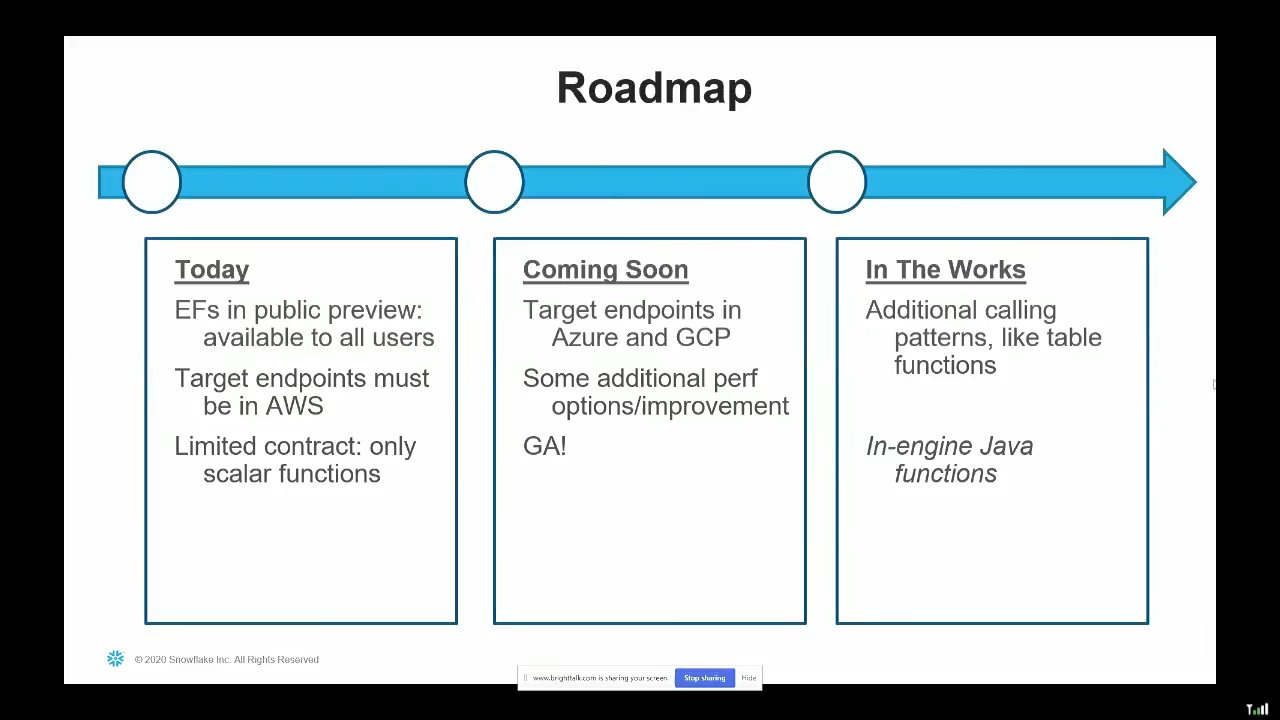 Roadmap
Today
EFs in public preview:
available to all users
Target endpoints must
be in AWS
Limited contract: only
scalar functions
Coming Soon
Target endpoints in
Azure and GCP
Some additional perf
options/improvement
GA!
In The Works
Additional calling
patterns, like table
functions
In-engine Java
functions
© 2020 Snowflake Inc. All Rights Reserved
www.brighttalk.com is sharing your screen.
Stop sharing
Hide